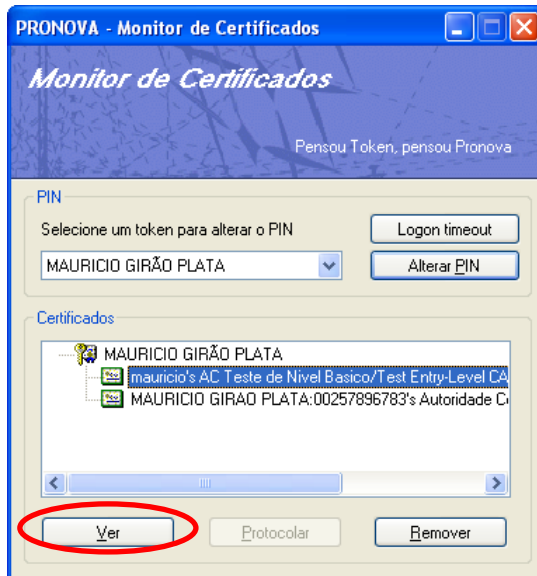 PRONOVA - Monitor de Certificados
Monitor de Certificados
Pensou Token, pensou Pronova
PIN
Selecione um token para alterar o PIN
Logon timeout
MAURICIO GIRÃO PLATA
Alterar PIN
Certificados
MAURICIO GIRÃO PLATA
mauricio's AC Teste de Nivel Basico/Test Entry-Level CA
MAURICIO GIRAO PLATA:00257896783's Autoridade C
Ver
Protocolar
Remover